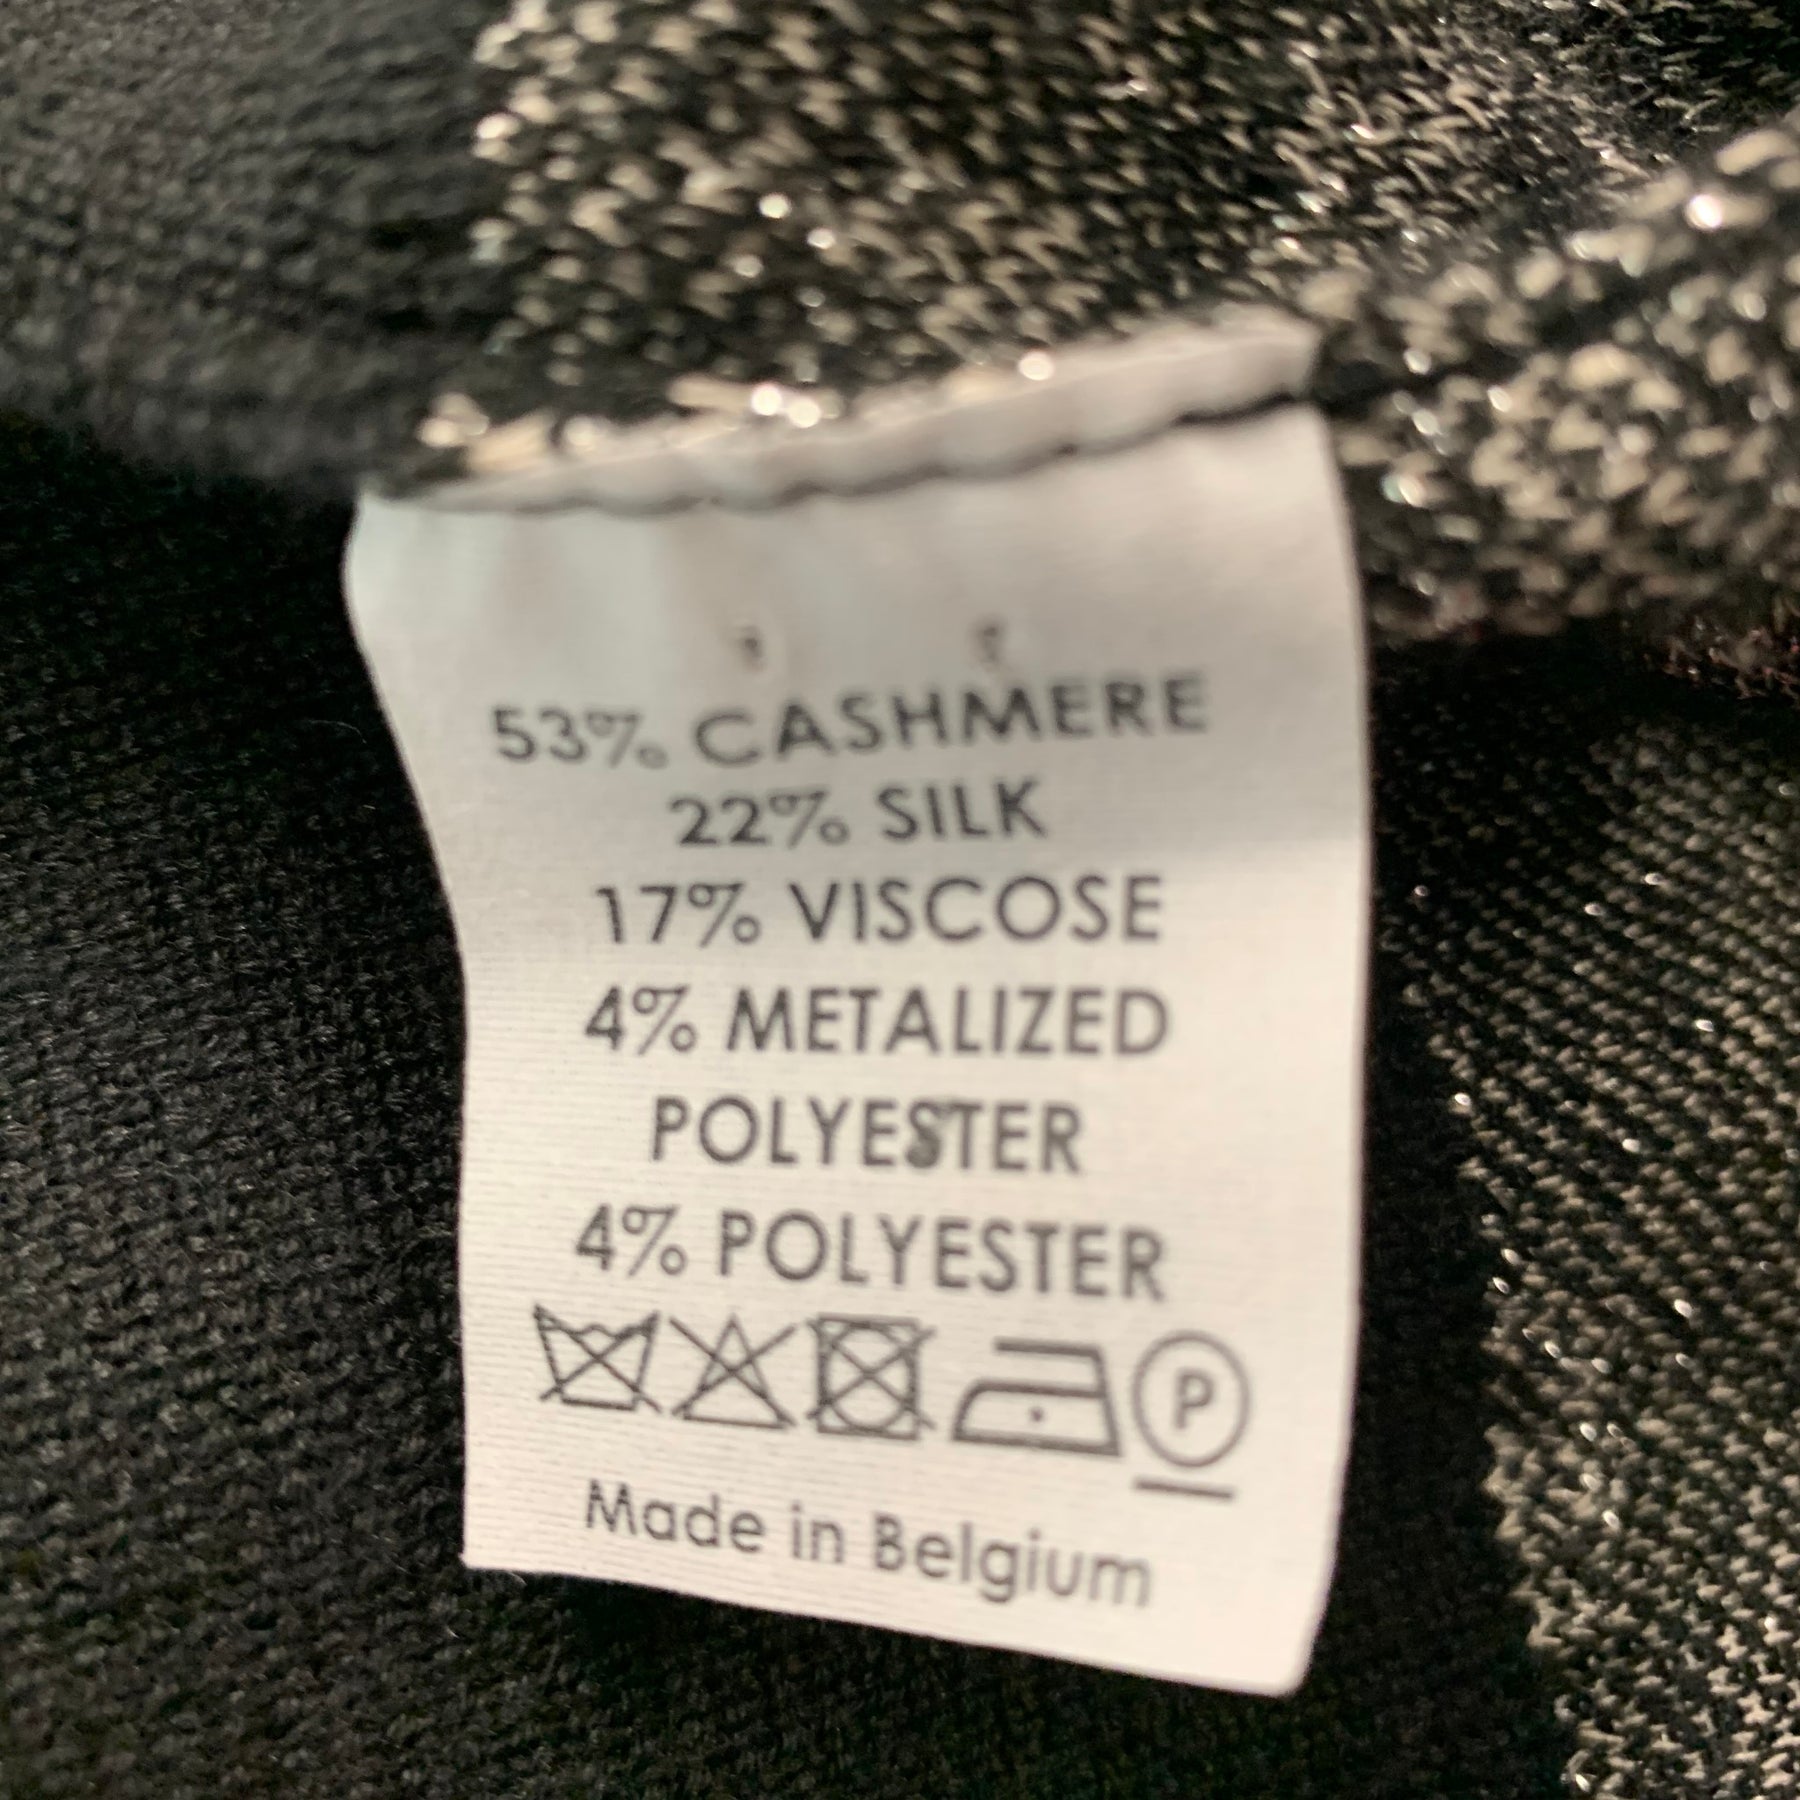 53% CASHMERE
22% SILK
17% VISCOSE
4% METALIZED
POLYESTER
4% POLYESTER
P
Made in Belgium